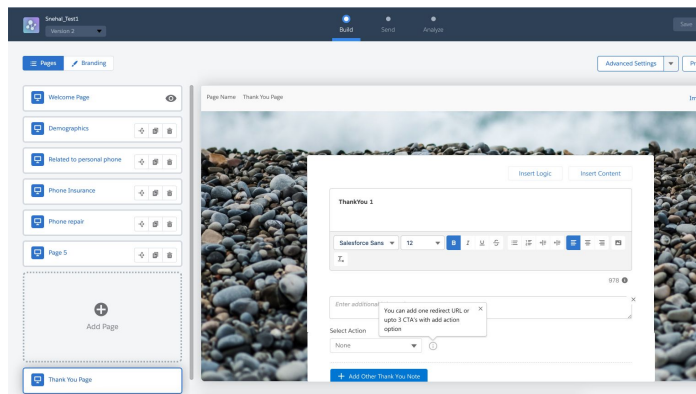 Snehal_Test1
Version 2
Build
Send
Analyze
Save
Pages
Branding
Advanced Settings
Pr
Welcome Page
Demographics
Related to personal phone
Phone Insurance
Phone repair
Page 5
Add Page
Thank You Page
Page Name Thank You Page
Im
Insert Logic
Insert Content
ThankYou 1
Salesforce Sans
12
B I U S
978
Enter additional
You can add one redirect URL or
upto 3 CTA's with add action
option
Select Action
None
+ Add Other Thank You Note